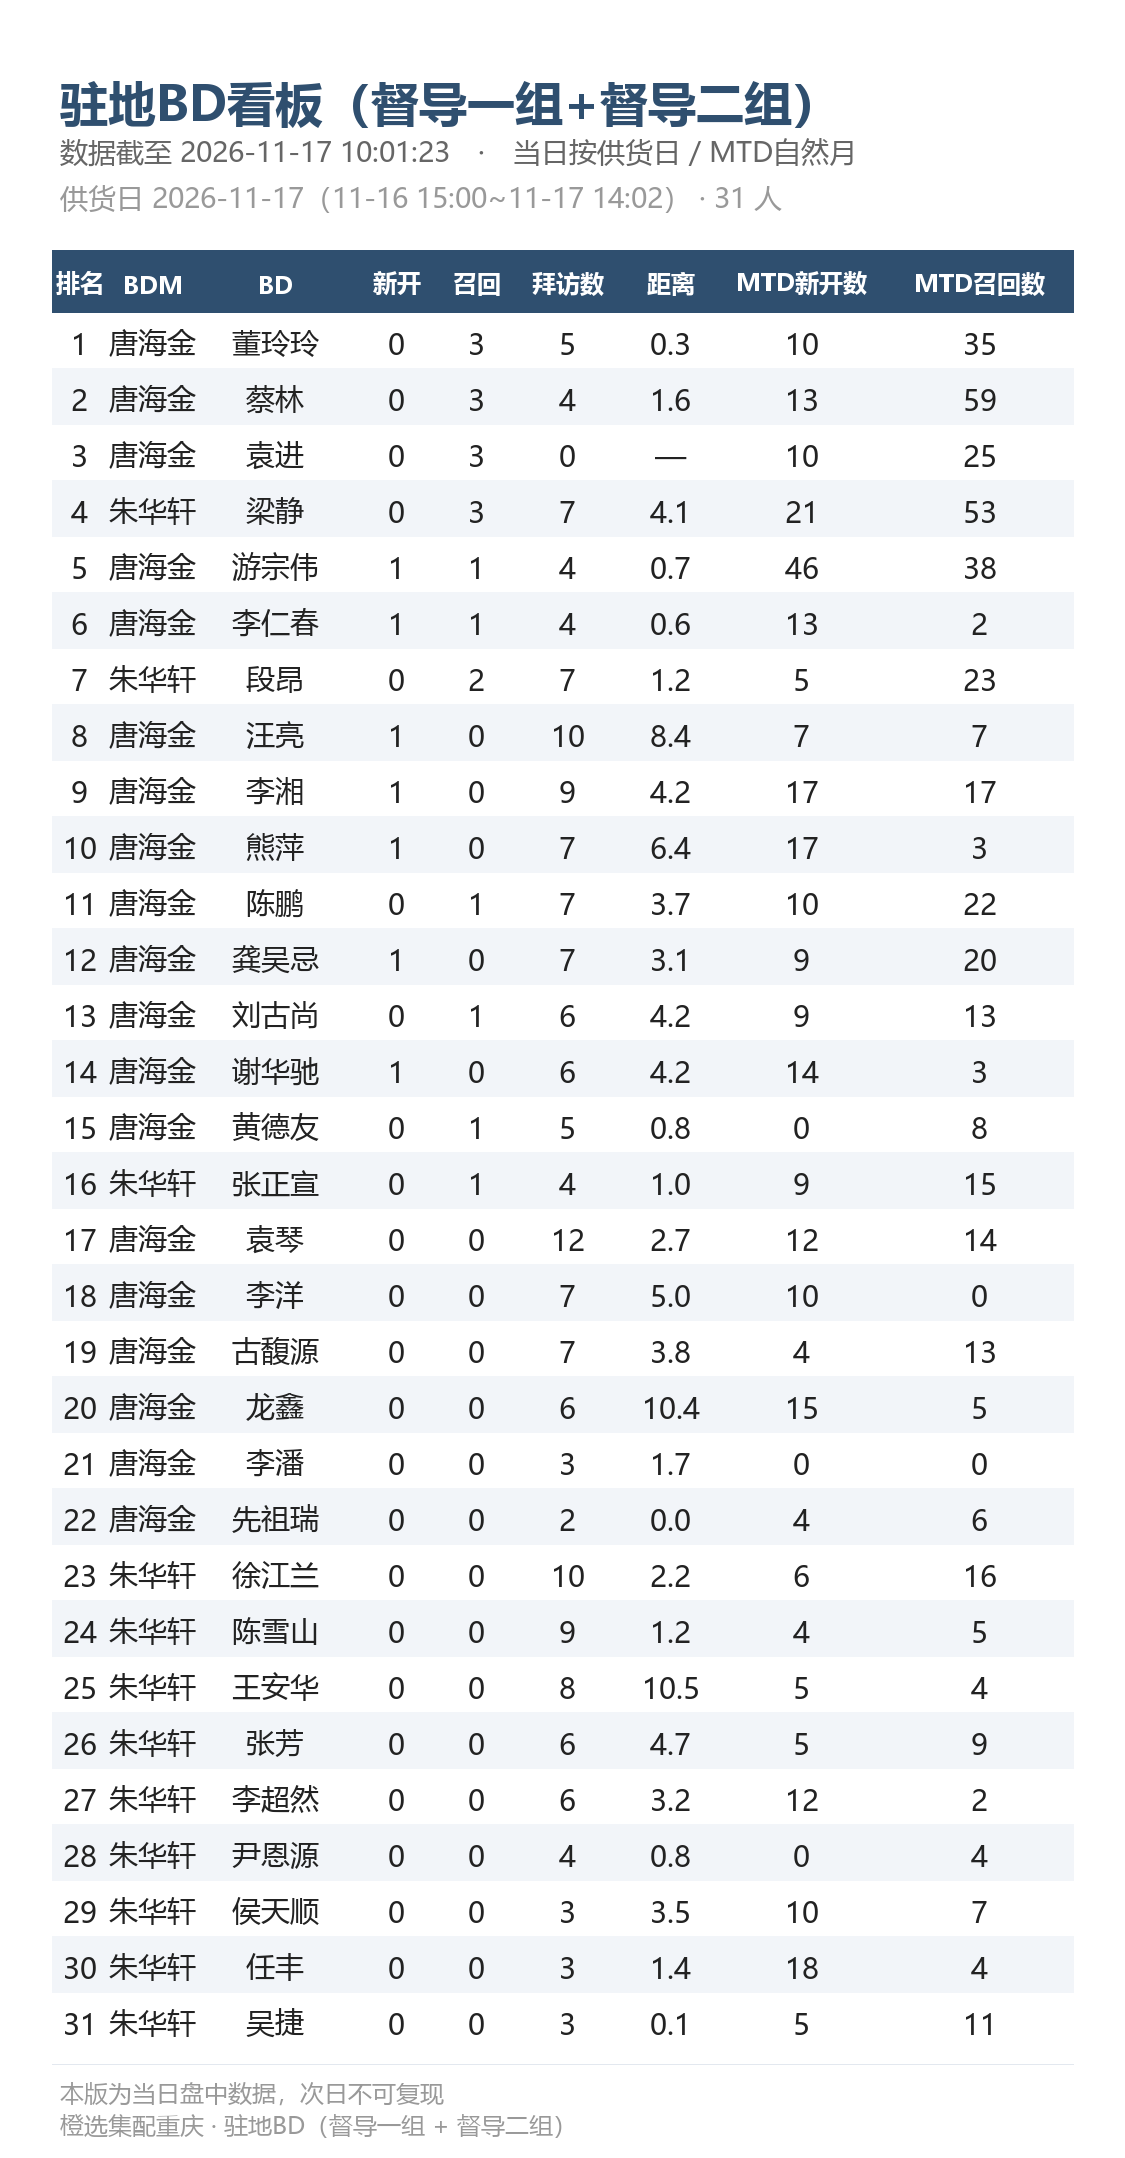 驻地BD看板（督导一组+督导二组）
数据截至 2026-11-17 10:01:23 · 当日按供货日 / MTD自然月
供货日 2026-11-17（11-16 15:00~11-17 14:02） · 31 人
排名 BDM BD 新开 召回 拜访数 距离 MTD新开数 MTD召回数
1 唐海金 董玲玲 0 3 5 0.3 10 35
2 唐海金 蔡林 0 3 4 1.6 13 59
3 唐海金 袁进 0 3 0 — 10 25
4 朱华轩 梁静 0 3 7 4.1 21 53
5 唐海金 游宗伟 1 1 4 0.7 46 38
6 唐海金 李仁春 1 1 4 0.6 13 2
7 朱华轩 段昂 0 2 7 1.2 5 23
8 唐海金 汪亮 1 0 10 8.4 7 7
9 唐海金 李湘 1 0 9 4.2 17 17
10 唐海金 熊萍 1 0 7 6.4 17 3
11 唐海金 陈鹏 0 1 7 3.7 10 22
12 唐海金 龚吴忌 1 0 7 3.1 9 20
13 唐海金 刘古尚 0 1 6 4.2 9 13
14 唐海金 谢华驰 1 0 6 4.2 14 3
15 唐海金 黄德友 0 1 5 0.8 0 8
16 朱华轩 张正宣 0 1 4 1.0 9 15
17 唐海金 袁琴 0 0 12 2.7 12 14
18 唐海金 李洋 0 0 7 5.0 10 0
19 唐海金 古馥源 0 0 7 3.8 4 13
20 唐海金 龙鑫 0 0 6 10.4 15 5
21 唐海金 李潘 0 0 3 1.7 0 0
22 唐海金 先祖瑞 0 0 2 0.0 4 6
23 朱华轩 徐江兰 0 0 10 2.2 6 16
24 朱华轩 陈雪山 0 0 9 1.2 4 5
25 朱华轩 王安华 0 0 8 10.5 5 4
26 朱华轩 张芳 0 0 6 4.7 5 9
27 朱华轩 李超然 0 0 6 3.2 12 2
28 朱华轩 尹恩源 0 0 4 0.8 0 4
29 朱华轩 侯天顺 0 0 3 3.5 10 7
30 朱华轩 任丰 0 0 3 1.4 18 4
31 朱华轩 吴捷 0 0 3 0.1 5 11
本版为当日盘中数据，次日不可复现
橙选集配重庆 · 驻地BD（督导一组 + 督导二组）